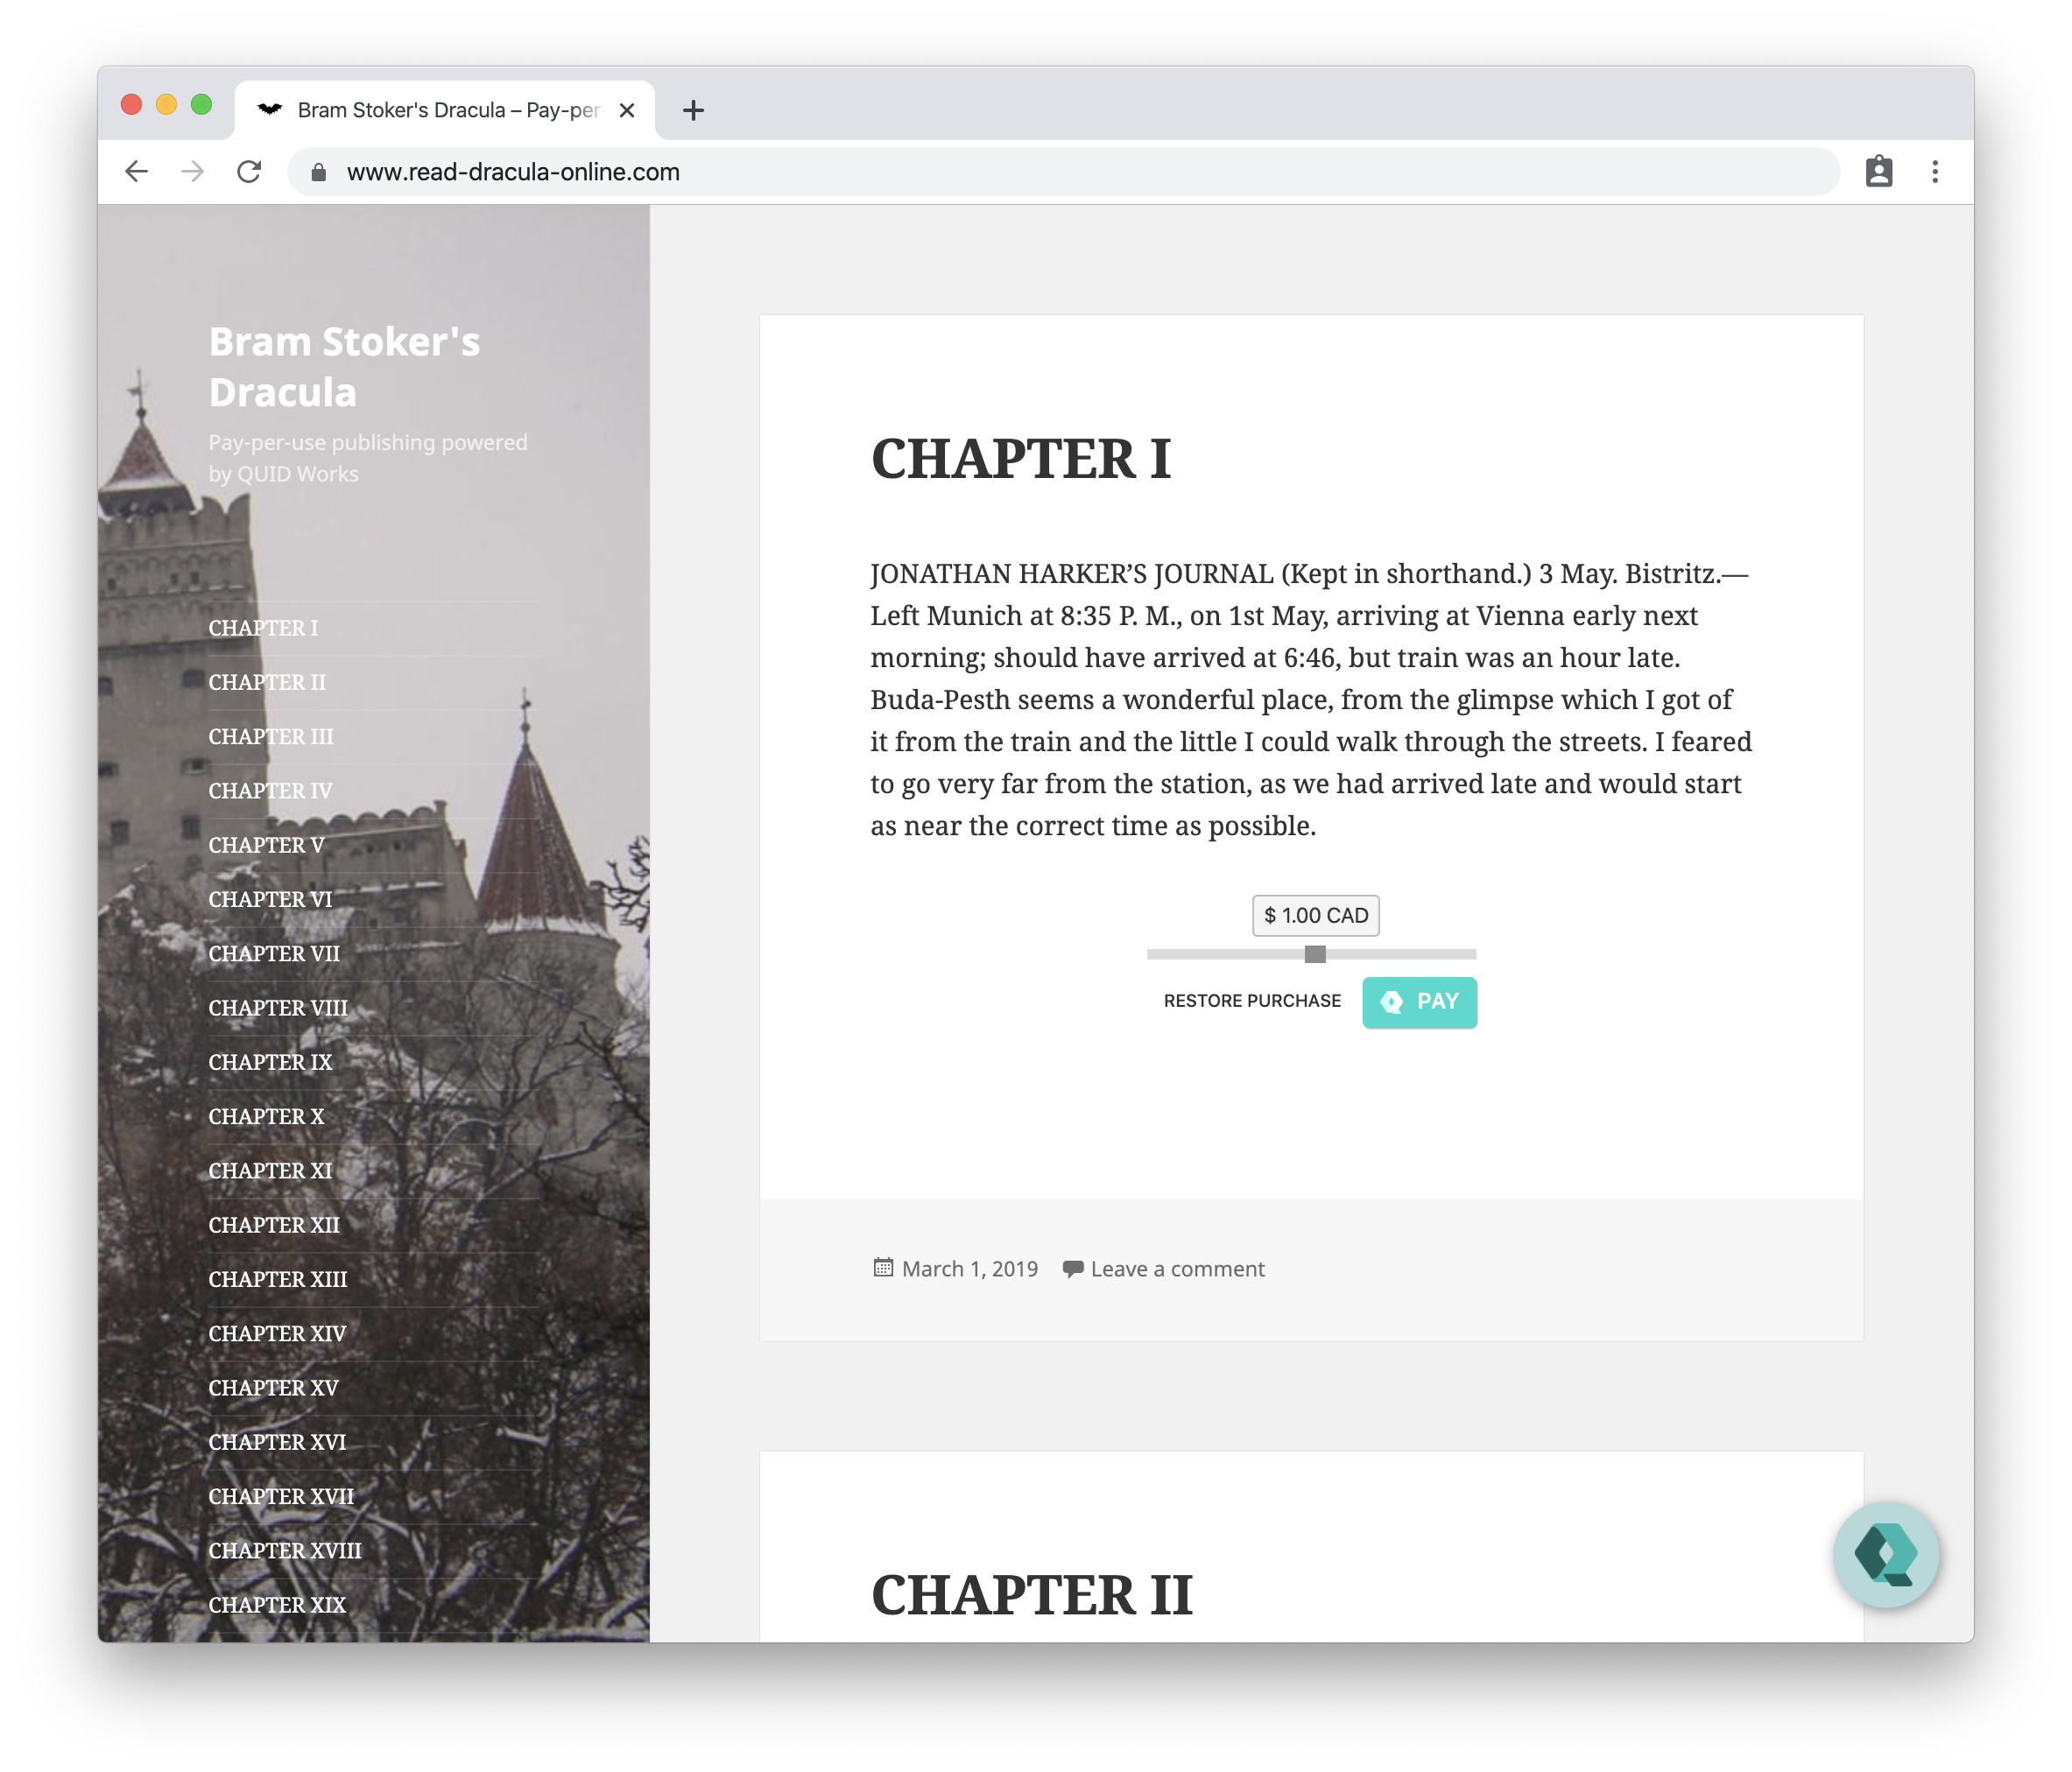 Bram Stoker's Dracula – Pay-per-
www.read-dracula-online.com
Bram Stoker's
Dracula
Pay-per-use publishing powered
by QUID Works
CHAPTER I
CHAPTER II
CHAPTER III
CHAPTER IV
CHAPTER V
CHAPTER VI
CHAPTER VII
CHAPTER VIII
CHAPTER IX
CHAPTER X
CHAPTER XI
CHAPTER XII
CHAPTER XIII
CHAPTER XIV
CHAPTER XV
CHAPTER XVI
CHAPTER XVII
CHAPTER XVIII
CHAPTER XIX
CHAPTER I
JONATHAN HARKER’S JOURNAL (Kept in shorthand.) 3 May. Bistritz.—
Left Munich at 8:35 P. M., on 1st May, arriving at Vienna early next
morning; should have arrived at 6:46, but train was an hour late.
Buda-Pesth seems a wonderful place, from the glimpse which I got of
it from the train and the little I could walk through the streets. I feared
to go very far from the station, as we had arrived late and would start
as near the correct time as possible.
$ 1.00 CAD
RESTORE PURCHASE PAY
March 1, 2019 Leave a comment
CHAPTER II